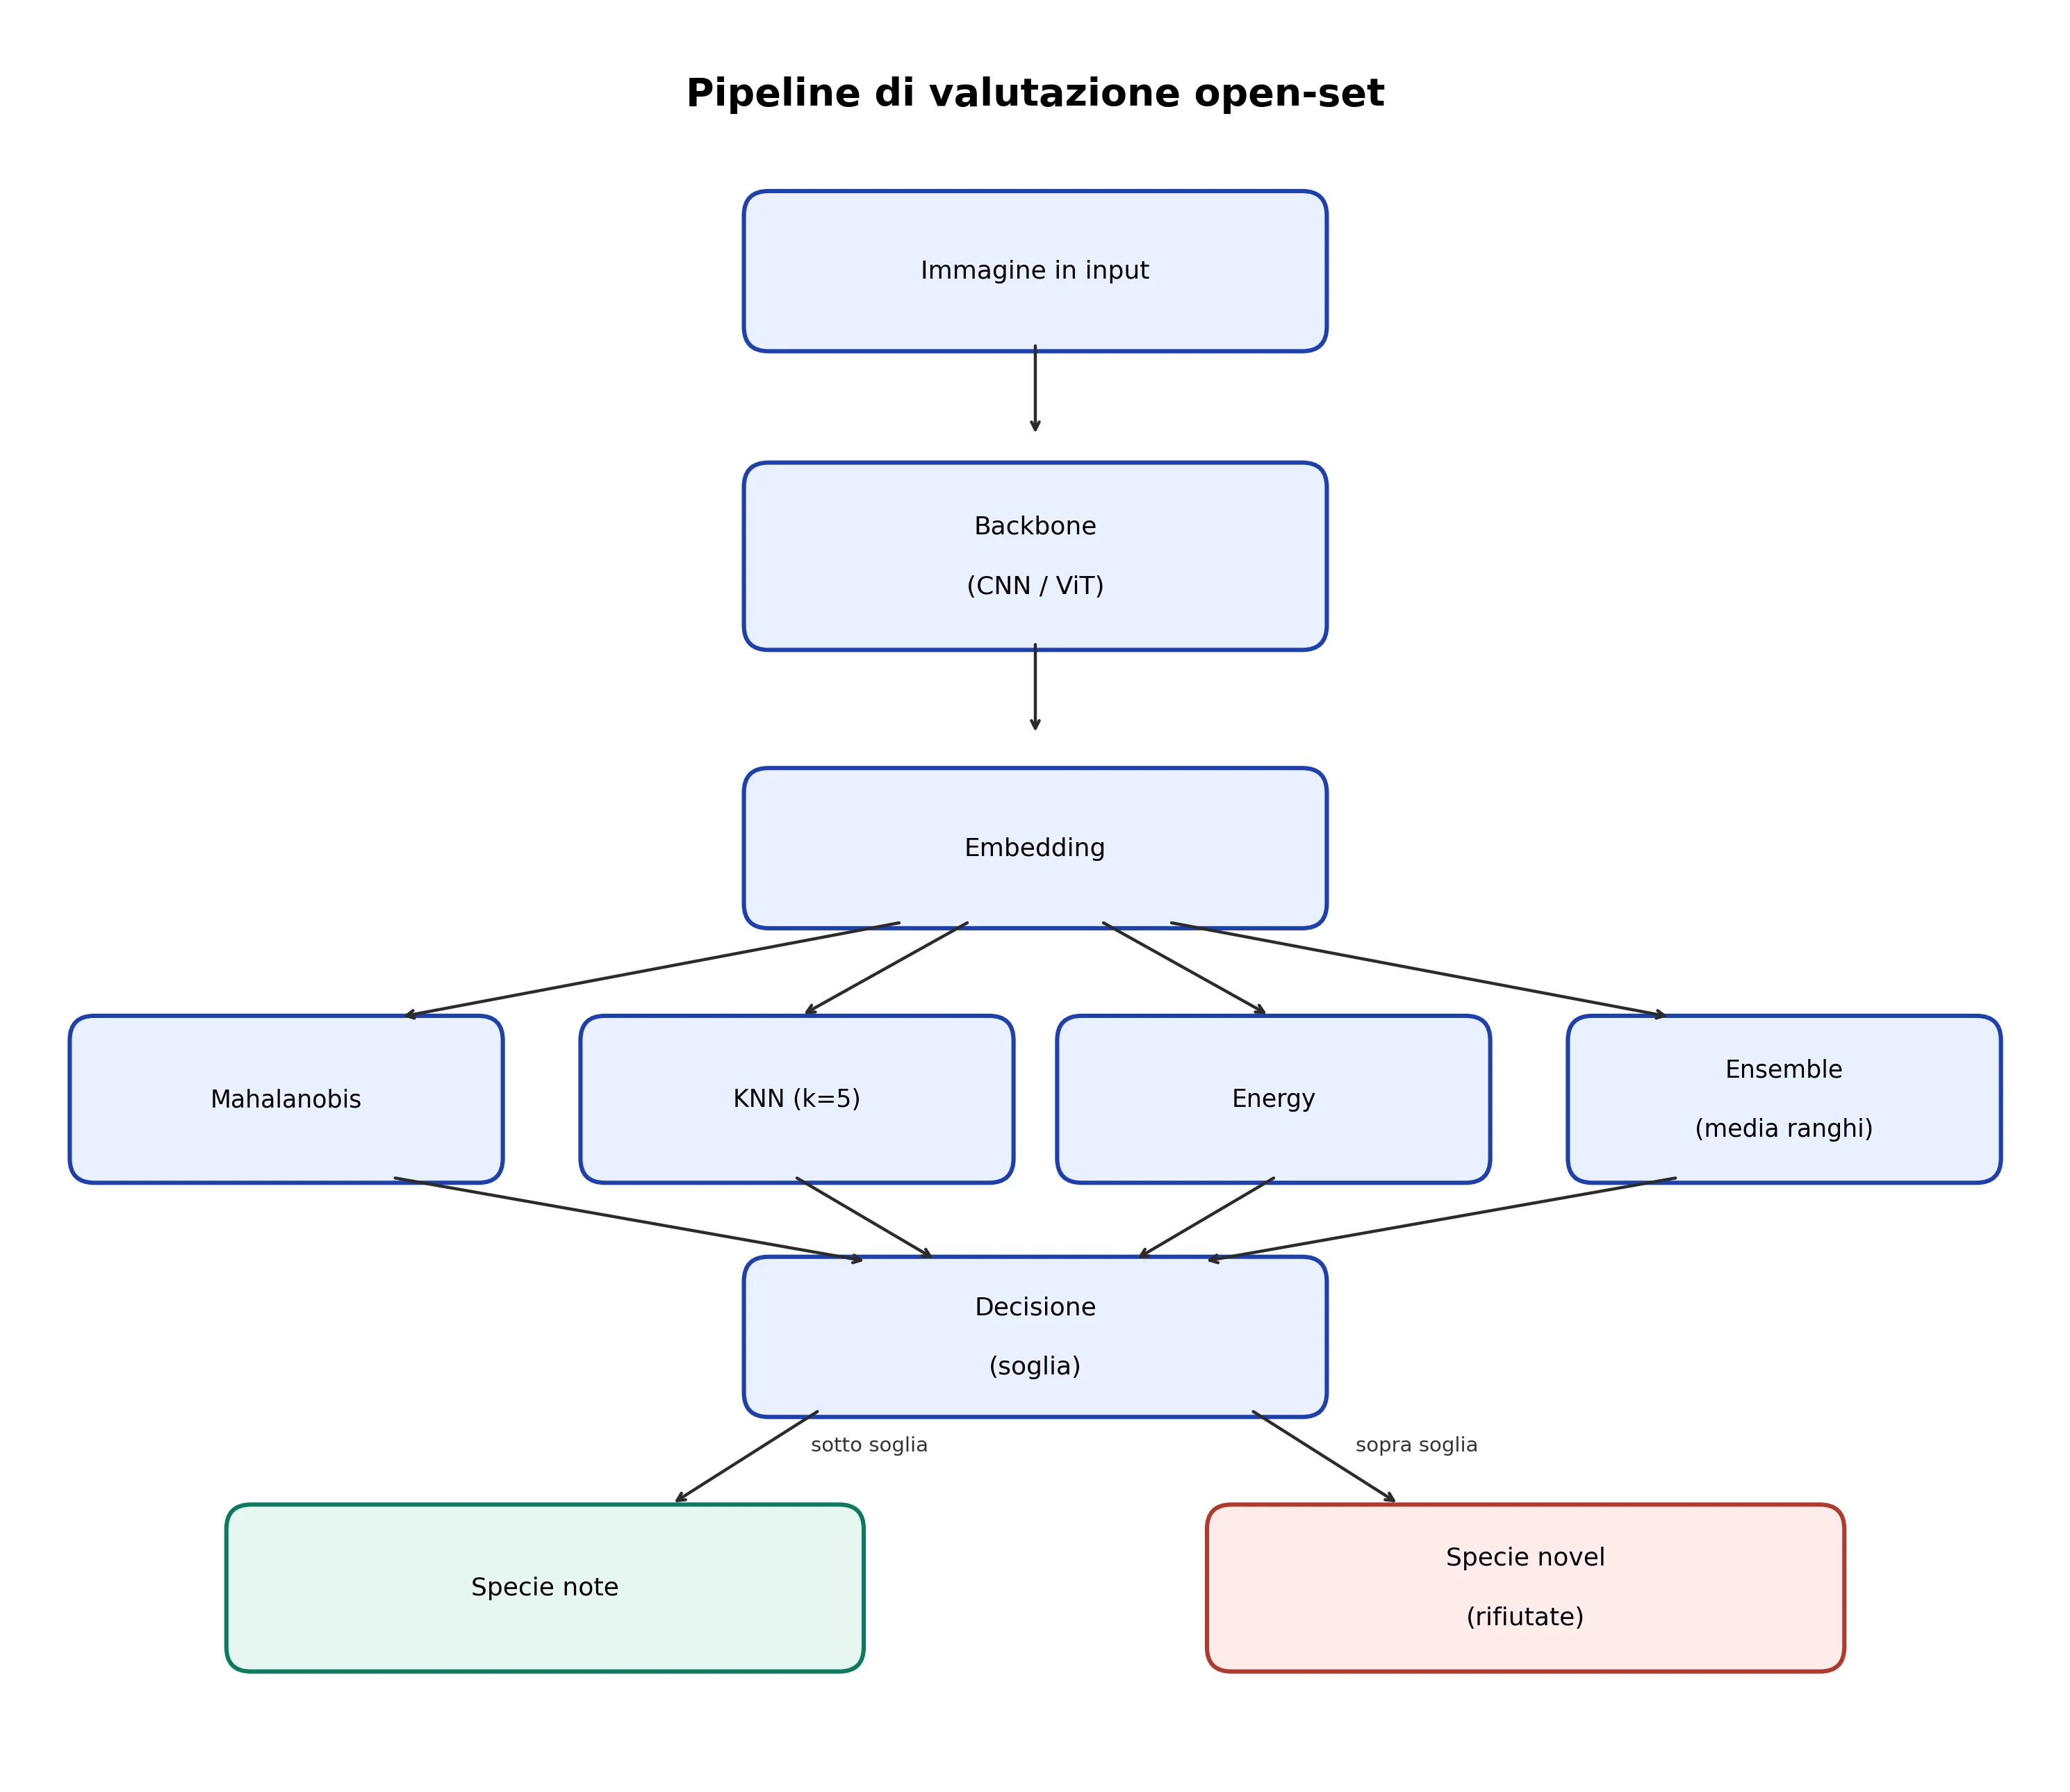 Pipeline di valutazione open-set
Immagine in input
Backbone
(CNN / ViT)
Embedding
Mahalanobis
KNN (k=5)
Energy
Ensemble
(media ranghi)
Decisione
(soglia)
sotto soglia
sopra soglia
Specie note
Specie novel
(rifiutate)